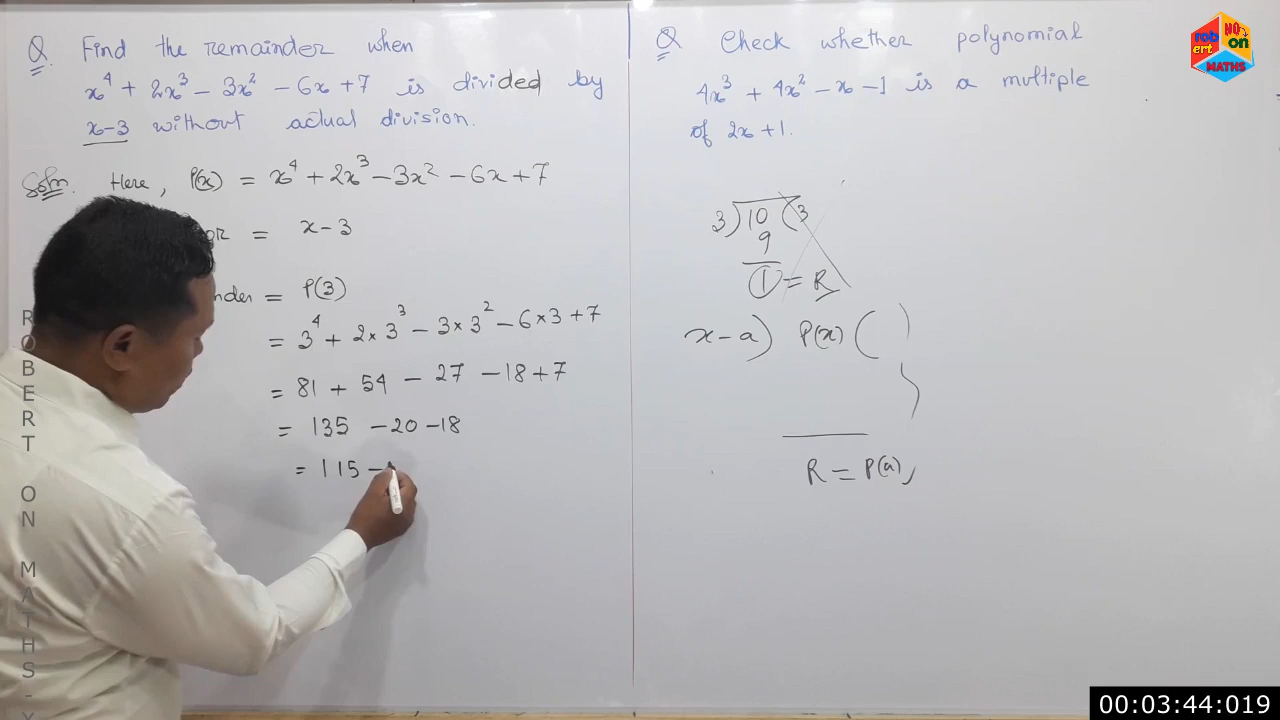 Q. Find the remainder when
x⁴ + 2x³ - 3x² - 6x + 7 is divided by
x-3 without actual division.
Soln. Here, P(x) = x⁴ + 2x³ - 3x² - 6x + 7
= x-3
= P(3)
= 3⁴ + 2×3³ - 3×3² - 6×3 + 7
= 81 + 54 - 27 - 18 + 7
= 135 - 20 - 18
= 115 -
Q Check whether polynomial
4x³ + 4x² - x - 1 is a multiple
of 2x + 1.
3)10(3
9
1 = R
x-a) P(x) (
R = P(a),
robert NO on
MATHS
ROBERT ON MATHS-
00:03:44:019